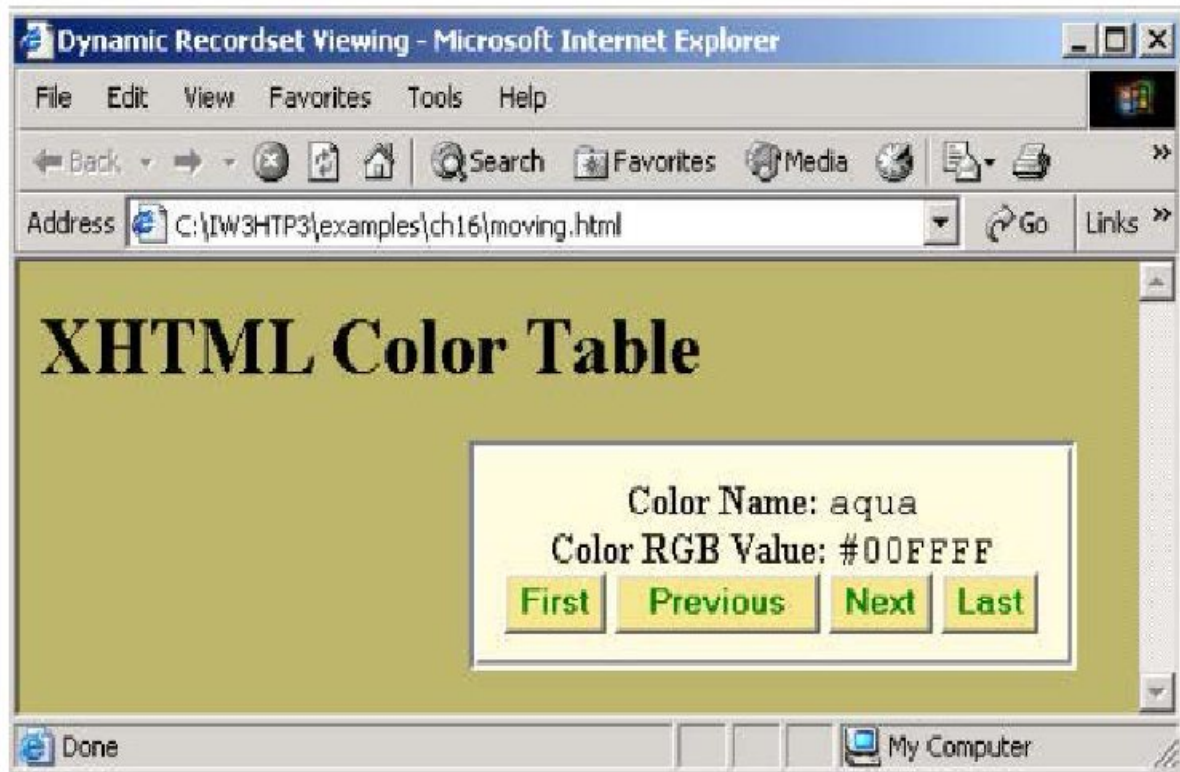 Dynamic Recordset Viewing - Microsoft Internet Explorer
File Edit View Favorites Tools Help
Back Search Favorites Media »
Address C:\IW3HTP3\examples\ch16\moving.html Go Links »
XHTML Color Table
Color Name: aqua
Color RGB Value: #00FFFF
First Previous Next Last
Done My Computer